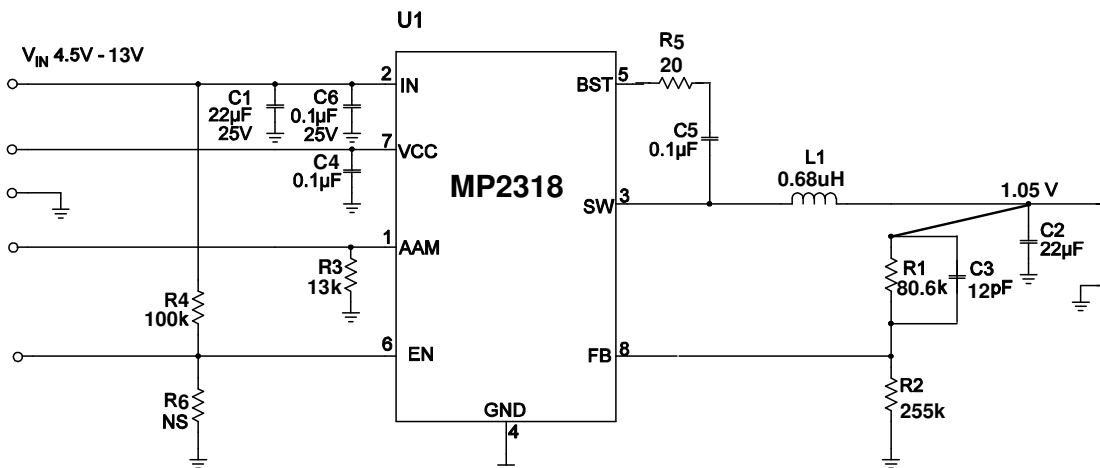 U1
V_IN 4.5V - 13V
2
IN
C1
22µF
25V
C6
0.1µF
25V
7
VCC
C4
0.1µF
1
AAM
R3
13k
R4
100k
6
EN
R6
NS
MP2318
GND
4
BST
5
R5
20
C5
0.1µF
SW
3
L1
0.68uH
1.05 V
C2
22µF
R1
80.6k
C3
12pF
FB
8
R2
255k